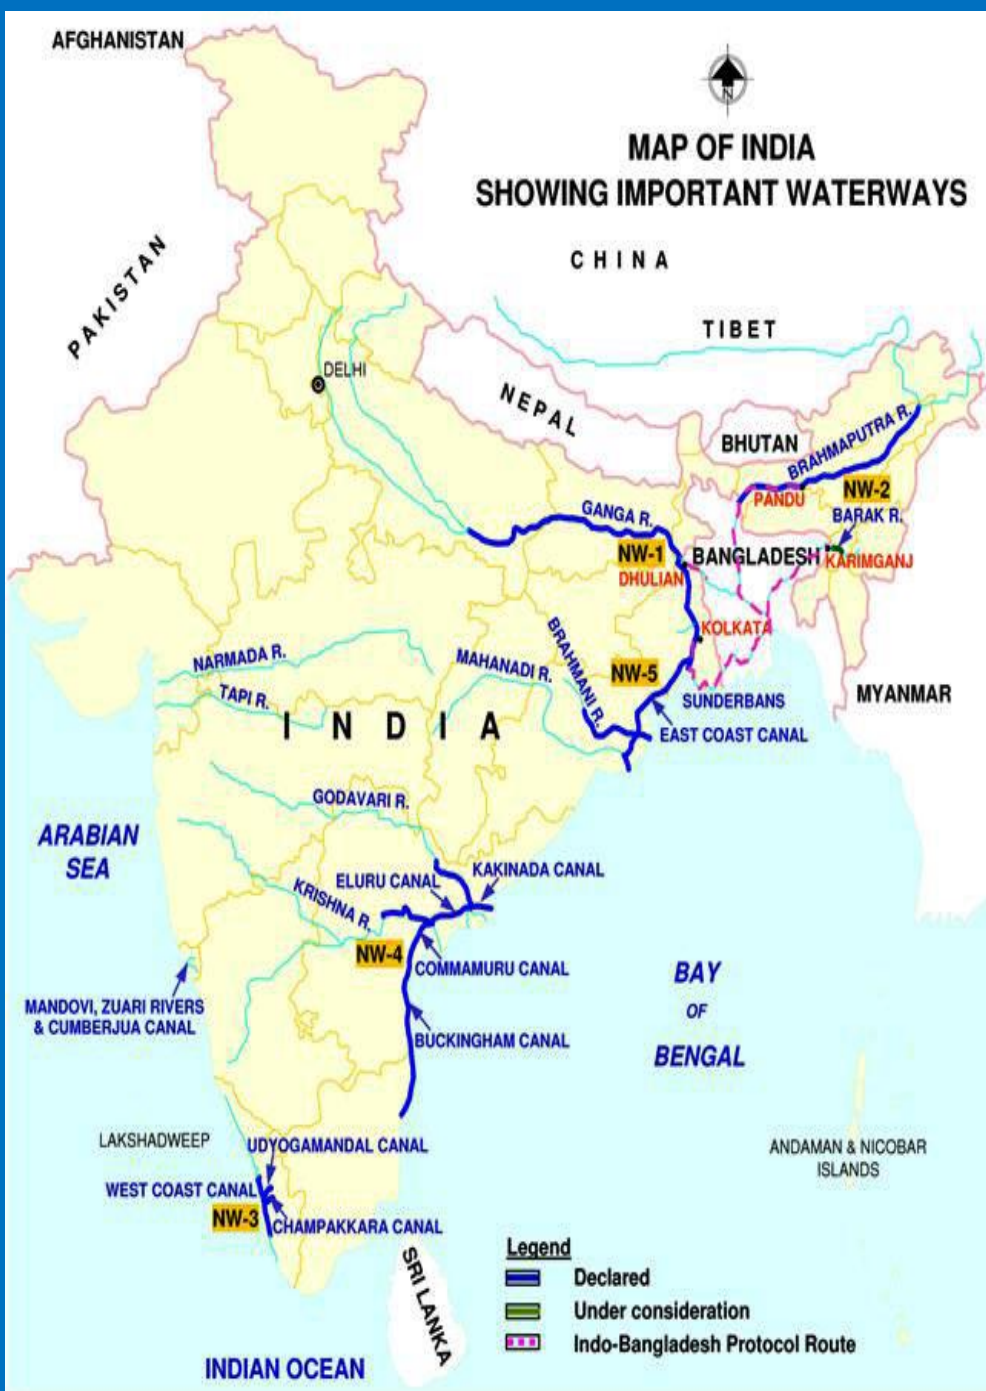 AFGHANISTAN
N
MAP OF INDIA
SHOWING IMPORTANT WATERWAYS
CHINA
PAKISTAN
TIBET
DELHI
NEPAL
BHUTAN
BRAHMAPUTRA R.
PANDU
NW-2
BARAK R.
GANGA R.
NW-1
BANGLADESH
KARIMGANJ
DHULIAN
KOLKATA
BRAHMANI R.
NARMADA R.
MAHANADI R.
NW-5
TAPI R.
SUNDERBANS
MYANMAR
INDIA
EAST COAST CANAL
GODAVARI R.
ARABIAN
SEA
KAKINADA CANAL
ELURU CANAL
KRISHNA R.
NW-4
COMMAMURU CANAL
BAY
OF
BENGAL
MANDOVI, ZUARI RIVERS
& CUMBERJUA CANAL
BUCKINGHAM CANAL
LAKSHADWEEP
UDYOGAMANDAL CANAL
ANDAMAN & NICOBAR
ISLANDS
WEST COAST CANAL
NW-3
CHAMPAKKARA CANAL
SRI LANKA
Legend
Declared
Under consideration
Indo-Bangladesh Protocol Route
INDIAN OCEAN